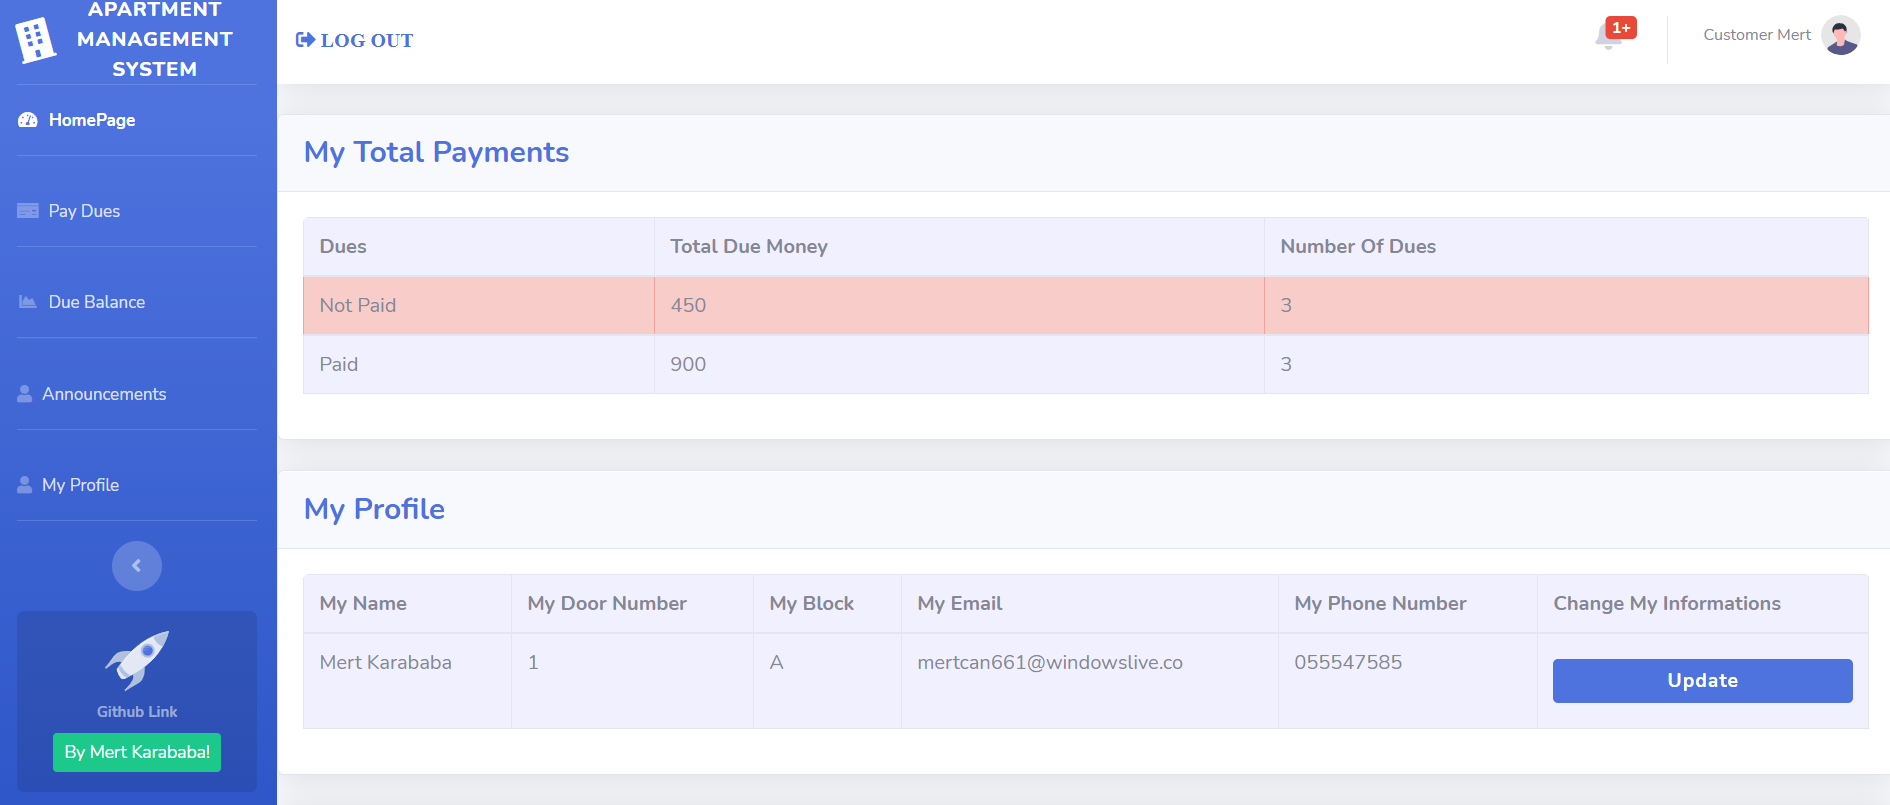 APARTMENT
MANAGEMENT
SYSTEM
HomePage
Pay Dues
Due Balance
Announcements
My Profile
Github Link
By Mert Karababa!
LOG OUT
1+
Customer Mert
My Total Payments
Dues Total Due Money Number Of Dues
Not Paid 450 3
Paid 900 3
My Profile
My Name My Door Number My Block My Email My Phone Number Change My Informations
Mert Karababa 1 A mertcan661@windowslive.co 055547585 Update